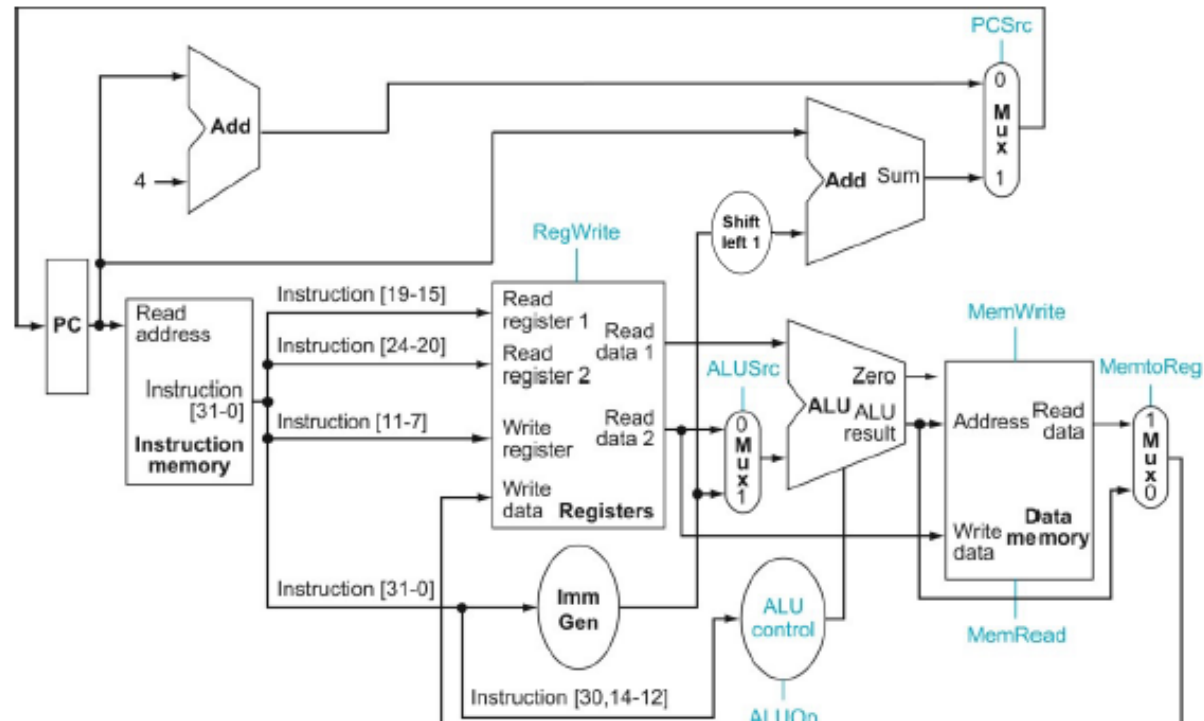 PCSrc
0
Mux
1
Add
4
Add Sum
Shift
left 1
RegWrite
PC
Read
address
Instruction
[31-0]
Instruction
memory
Instruction [19-15]
Instruction [24-20]
Instruction [11-7]
Instruction [31-0]
Instruction [30,14-12]
Read
register 1
Read
register 2
Write
register
Write
data
Registers
Read
data 1
Read
data 2
Imm
Gen
ALUSrc
0
Mux
1
Zero
ALU
ALU
result
ALU
control
ALUOp
MemWrite
Address
Read
data
Write
data
Data
memory
MemRead
MemtoReg
1
Mux
0